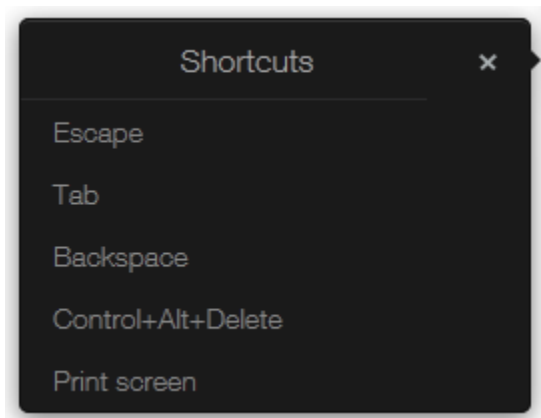 Shortcuts ×
Escape
Tab
Backspace
Control+Alt+Delete
Print screen